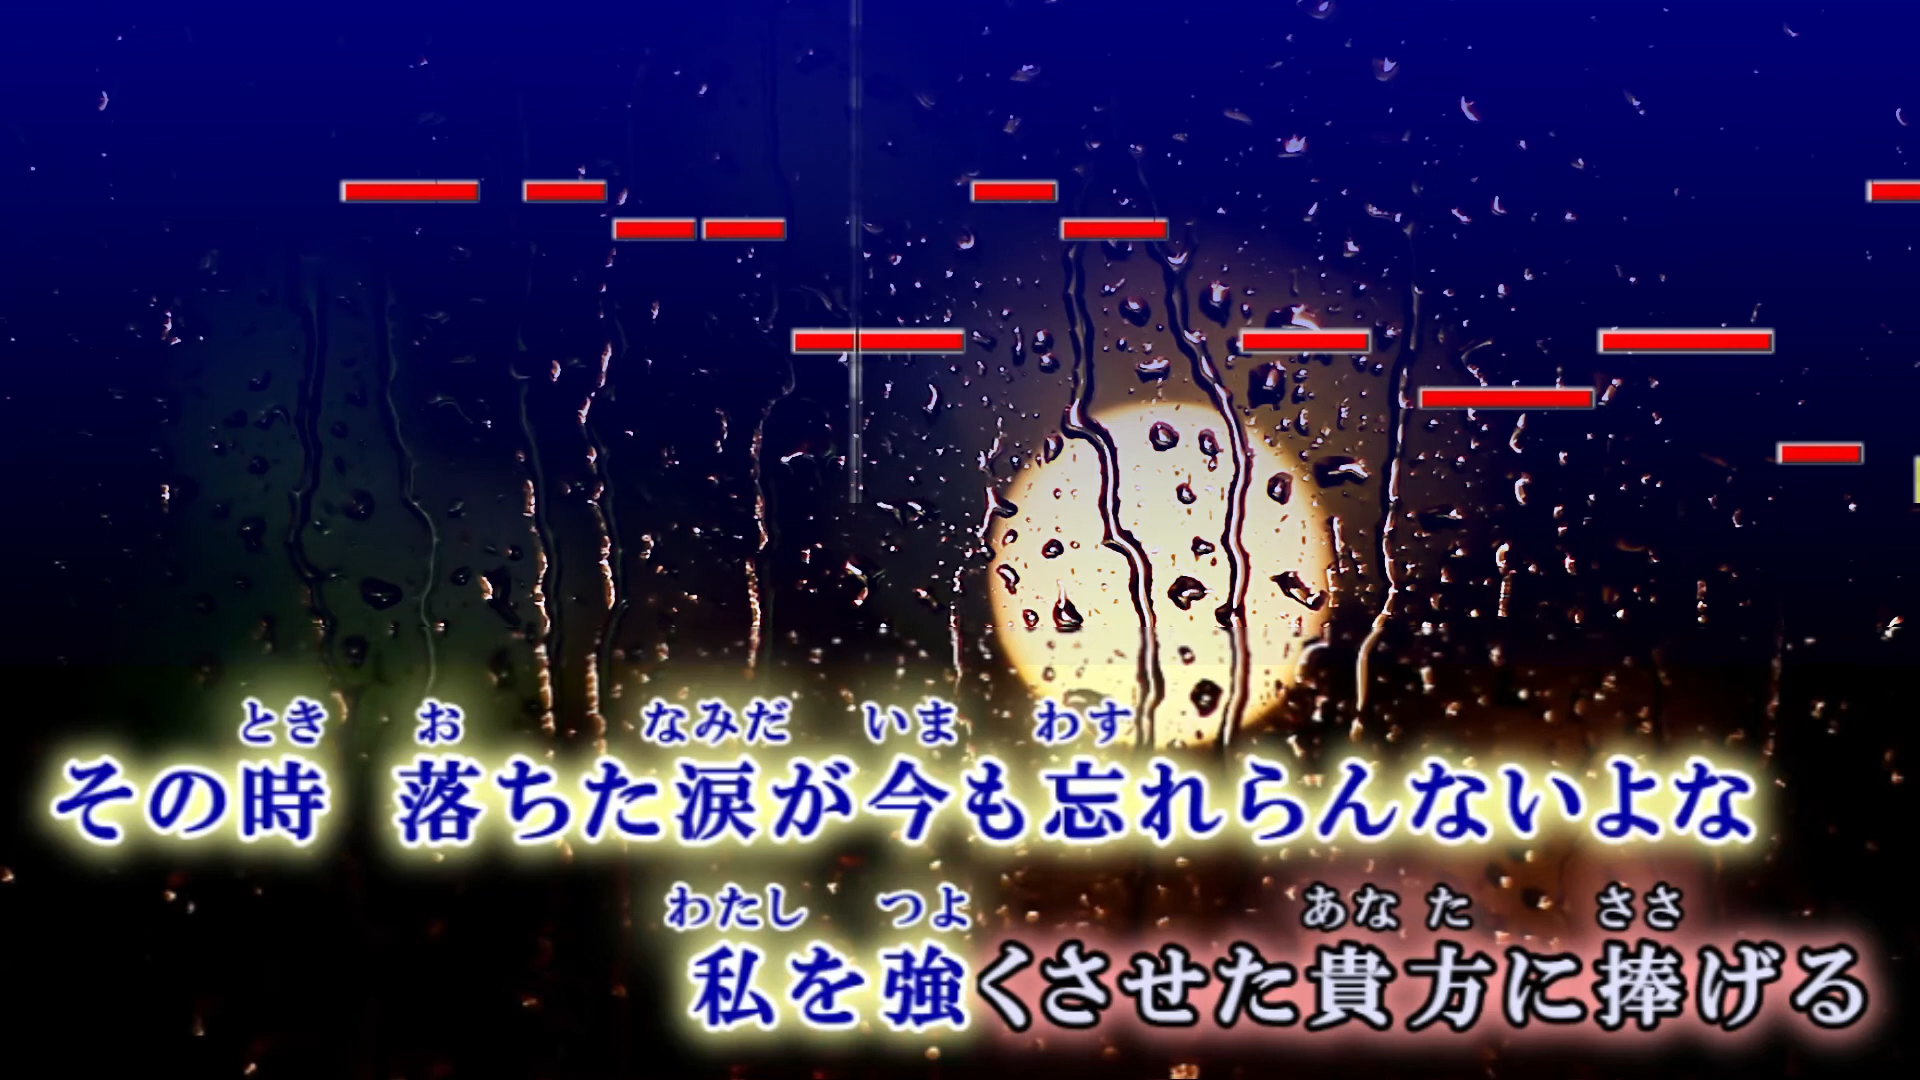 とき お なみだ いま わす
その時 落ちた涙が今も忘れらんないよな
わたし つよ あなた ささ
私を強くさせた貴方に捧げる